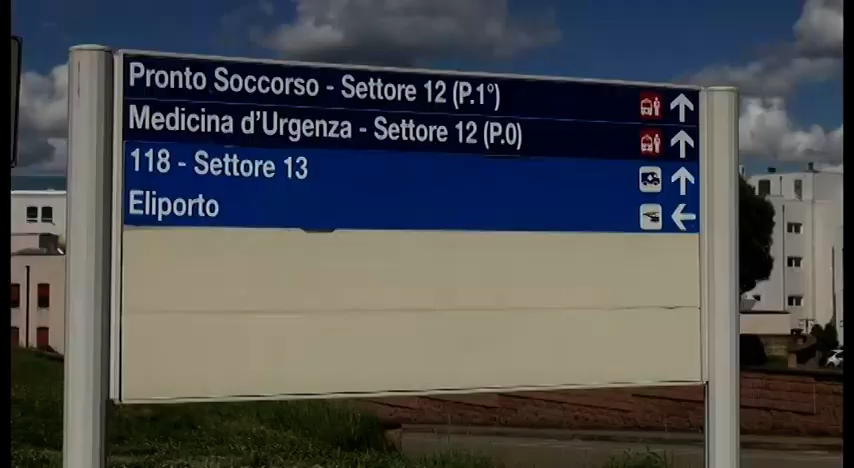 Pronto Soccorso - Settore 12 (P.1°)
Medicina d'Urgenza - Settore 12 (P.0)
118 - Settore 13
Eliporto